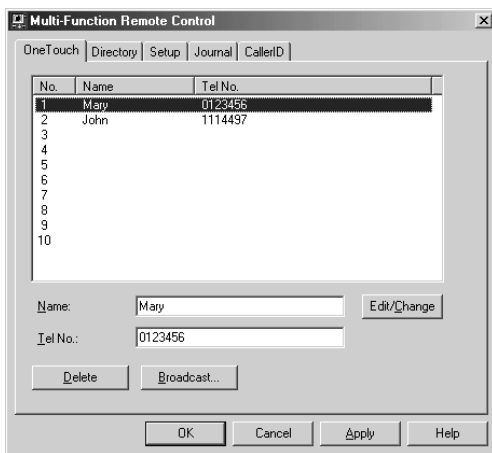 Multi-Function Remote Control
OneTouch Directory Setup Journal CallerID
No. Name Tel No.
1 Mary 0123456
2 John 1114497
3
4
5
6
7
8
9
10
Name: Mary Edit/Change
Tel No.: 0123456
Delete Broadcast...
OK Cancel Apply Help